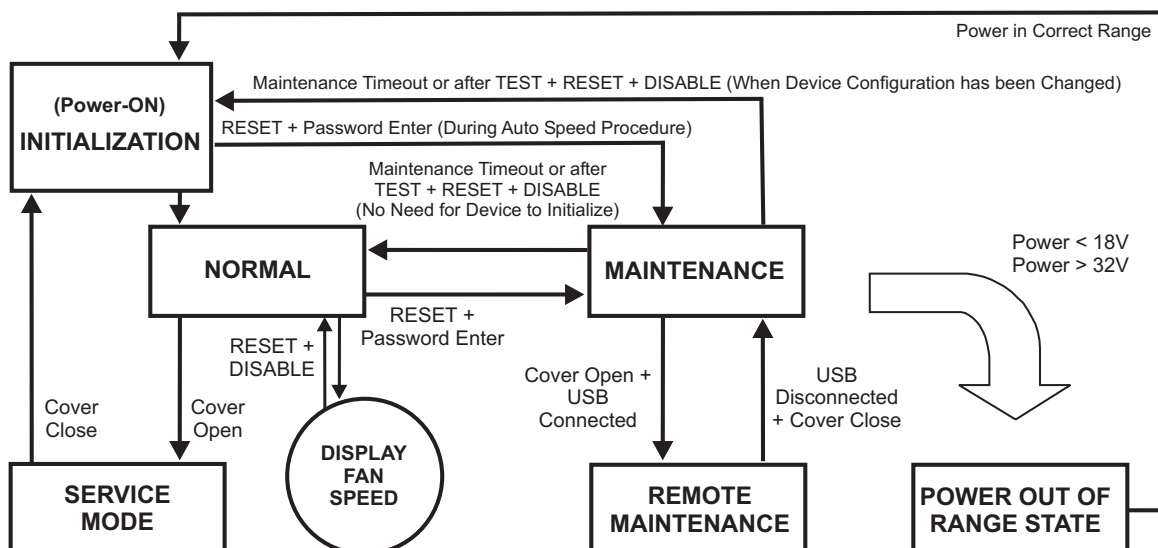 Power in Correct Range
(Power-ON)
INITIALIZATION
Maintenance Timeout or after TEST + RESET + DISABLE (When Device Configuration has been Changed)
RESET + Password Enter (During Auto Speed Procedure)
Maintenance Timeout or after
TEST + RESET + DISABLE
(No Need for Device to Initialize)
NORMAL
MAINTENANCE
Power < 18V
Power > 32V
RESET +
Password Enter
RESET +
DISABLE
Cover
Close
Cover
Open
Cover Open +
USB
Connected
USB
Disconnected
+ Cover Close
DISPLAY
FAN
SPEED
SERVICE
MODE
REMOTE
MAINTENANCE
POWER OUT OF
RANGE STATE